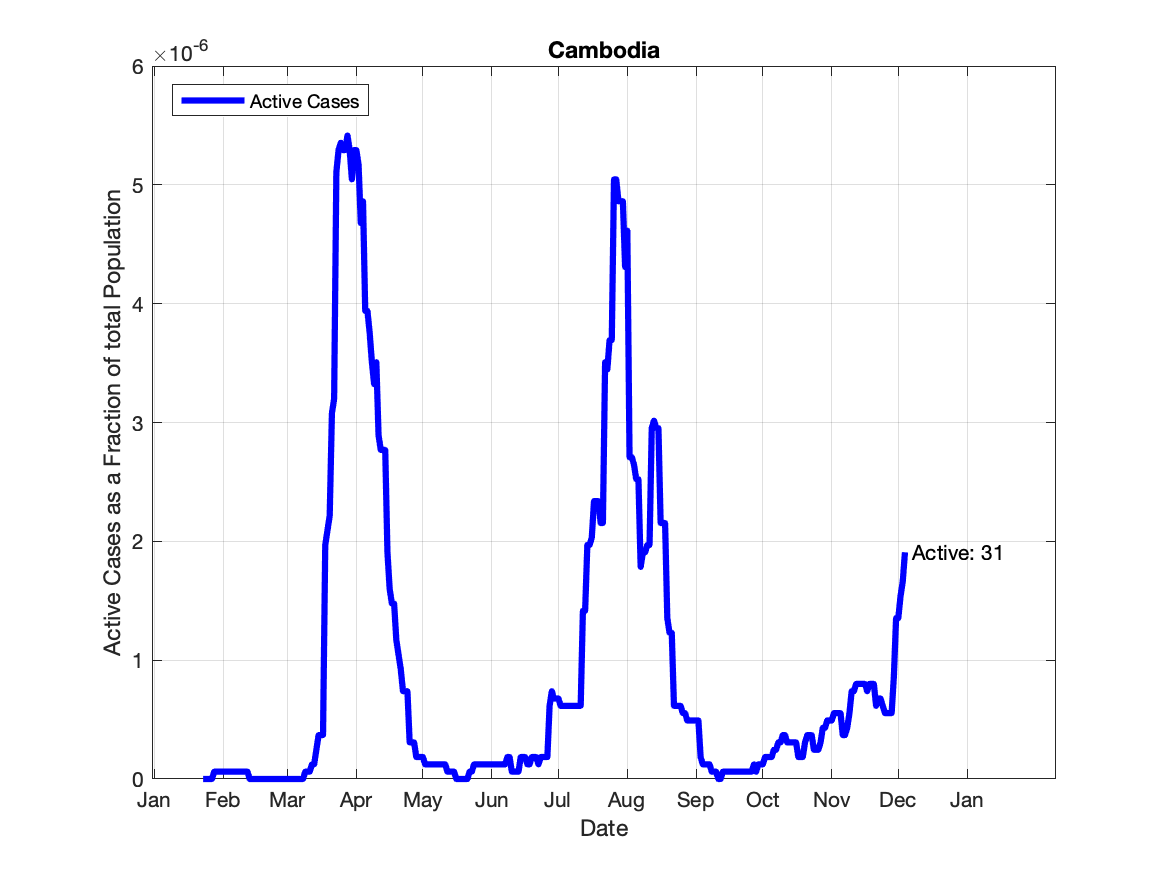 Cambodia
×10-6
6
5
4
3
2
1
0
Active Cases
Active: 31
Active Cases as a Fraction of total Population
Jan Feb Mar Apr May Jun Jul Aug Sep Oct Nov Dec Jan
Date